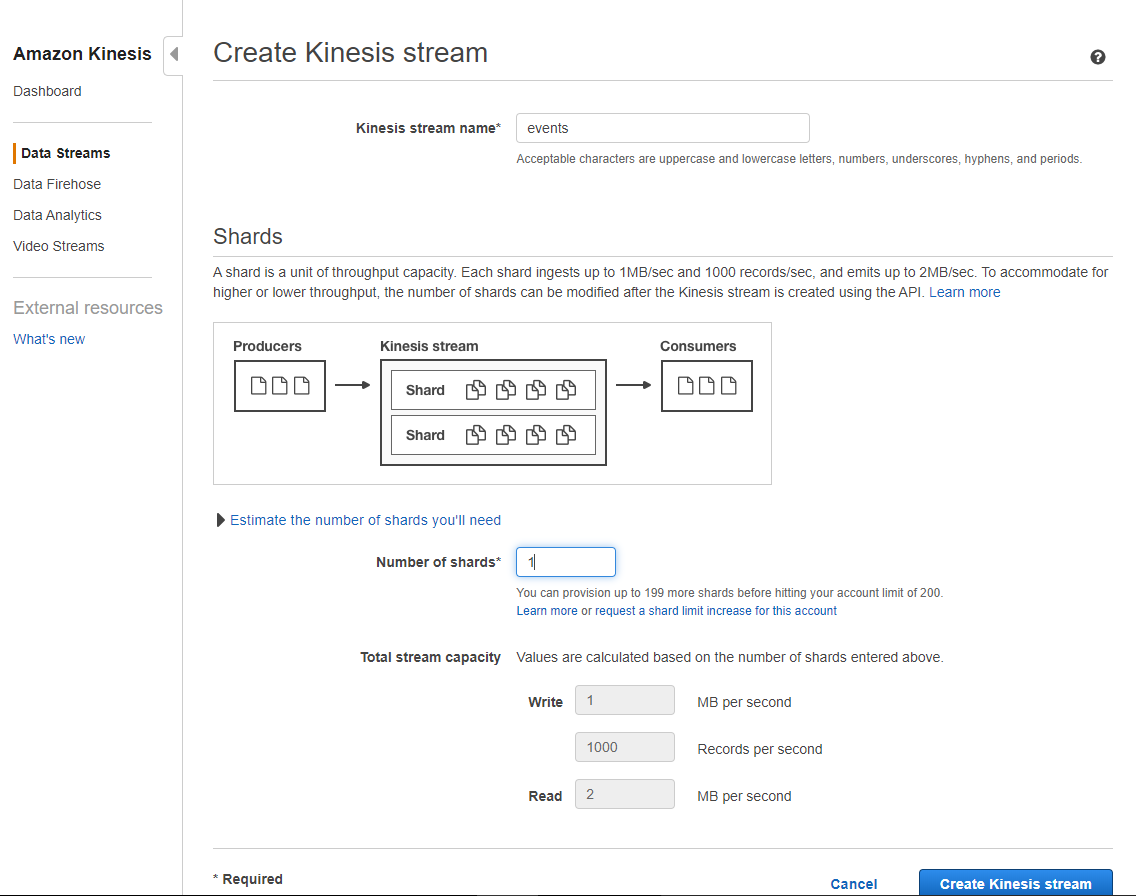 Amazon Kinesis
Dashboard
Data Streams
Data Firehose
Data Analytics
Video Streams
External resources
What's new
Create Kinesis stream
Kinesis stream name* events
Acceptable characters are uppercase and lowercase letters, numbers, underscores, hyphens, and periods.
Shards
A shard is a unit of throughput capacity. Each shard ingests up to 1MB/sec and 1000 records/sec, and emits up to 2MB/sec. To accommodate for
higher or lower throughput, the number of shards can be modified after the Kinesis stream is created using the API. Learn more
Producers Kinesis stream Consumers
Shard
Shard
Estimate the number of shards you'll need
Number of shards* 1
You can provision up to 199 more shards before hitting your account limit of 200.
Learn more or request a shard limit increase for this account
Total stream capacity Values are calculated based on the number of shards entered above.
Write 1 MB per second
1000 Records per second
Read 2 MB per second
* Required
Cancel Create Kinesis stream